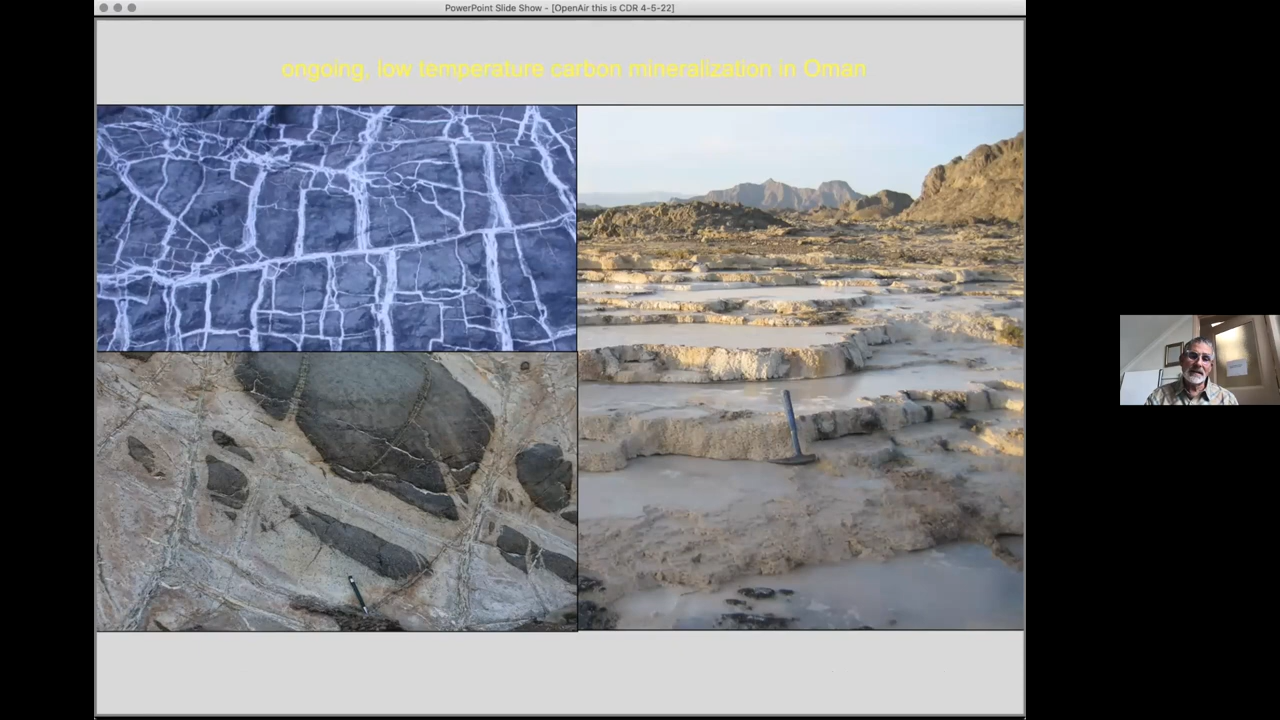 PowerPoint Slide Show - [OpenAir this is CDR 4-5-22]
ongoing, low temperature carbon mineralization in Oman